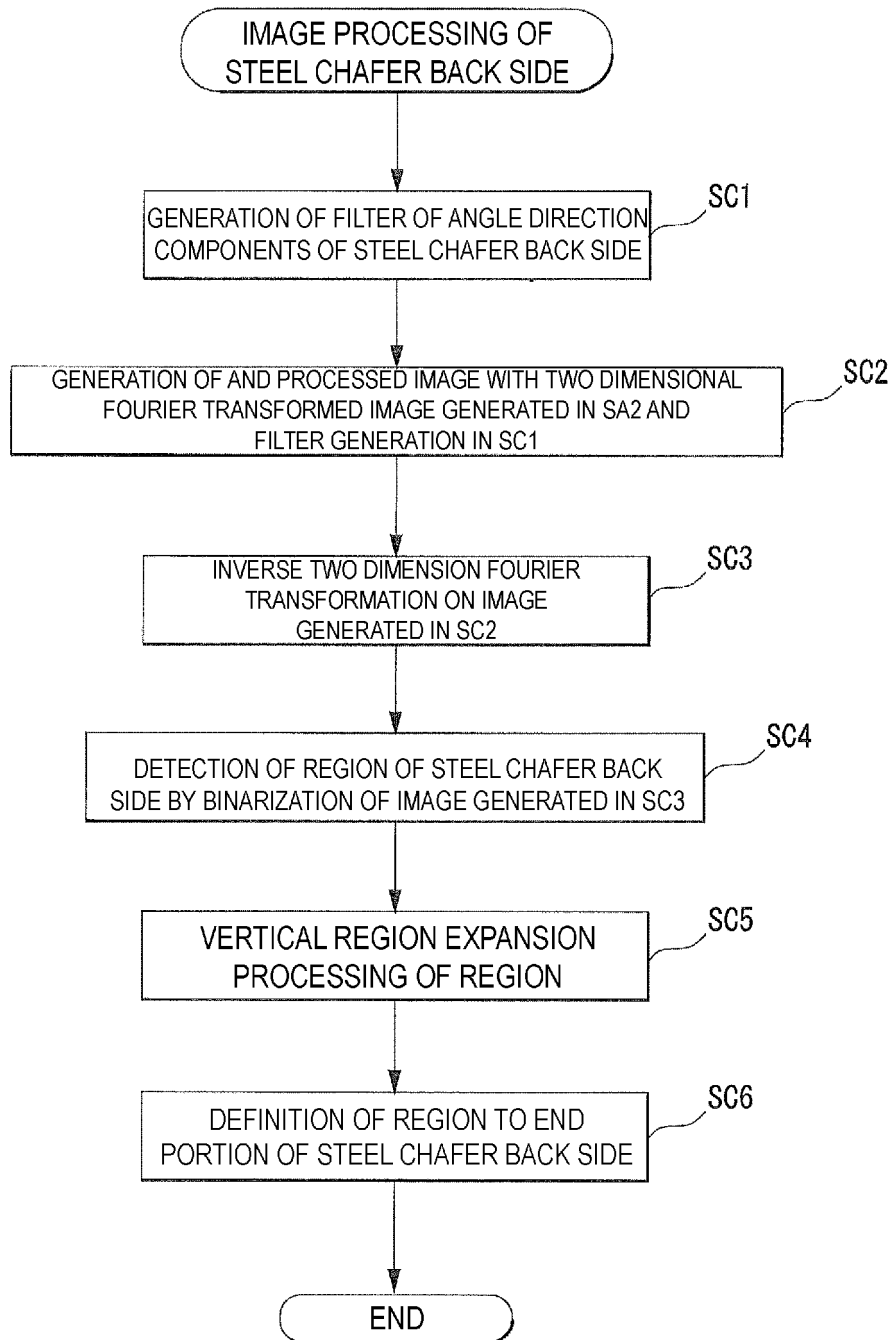 IMAGE PROCESSING OF
STEEL CHAFER BACK SIDE
SC1
GENERATION OF FILTER OF ANGLE DIRECTION
COMPONENTS OF STEEL CHAFER BACK SIDE
SC2
GENERATION OF AND PROCESSED IMAGE WITH TWO DIMENSIONAL
FOURIER TRANSFORMED IMAGE GENERATED IN SA2 AND
FILTER GENERATION IN SC1
SC3
INVERSE TWO DIMENSION FOURIER
TRANSFORMATION ON IMAGE
GENERATED IN SC2
SC4
DETECTION OF REGION OF STEEL CHAFER BACK
SIDE BY BINARIZATION OF IMAGE GENERATED IN SC3
SC5
VERTICAL REGION EXPANSION
PROCESSING OF REGION
SC6
DEFINITION OF REGION TO END
PORTION OF STEEL CHAFER BACK SIDE
END